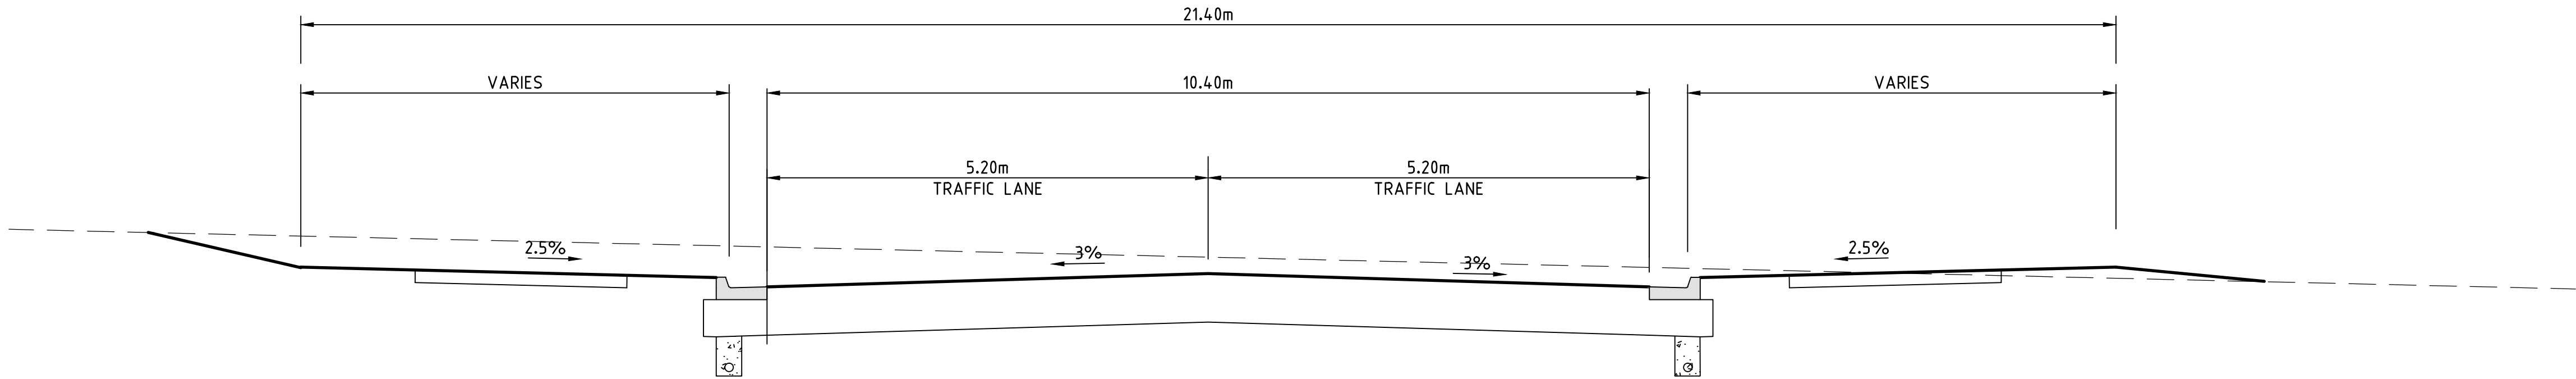 21.40m
VARIES
10.40m
VARIES
5.20m
TRAFFIC LANE
5.20m
TRAFFIC LANE
2.5%
3%
3%
2.5%